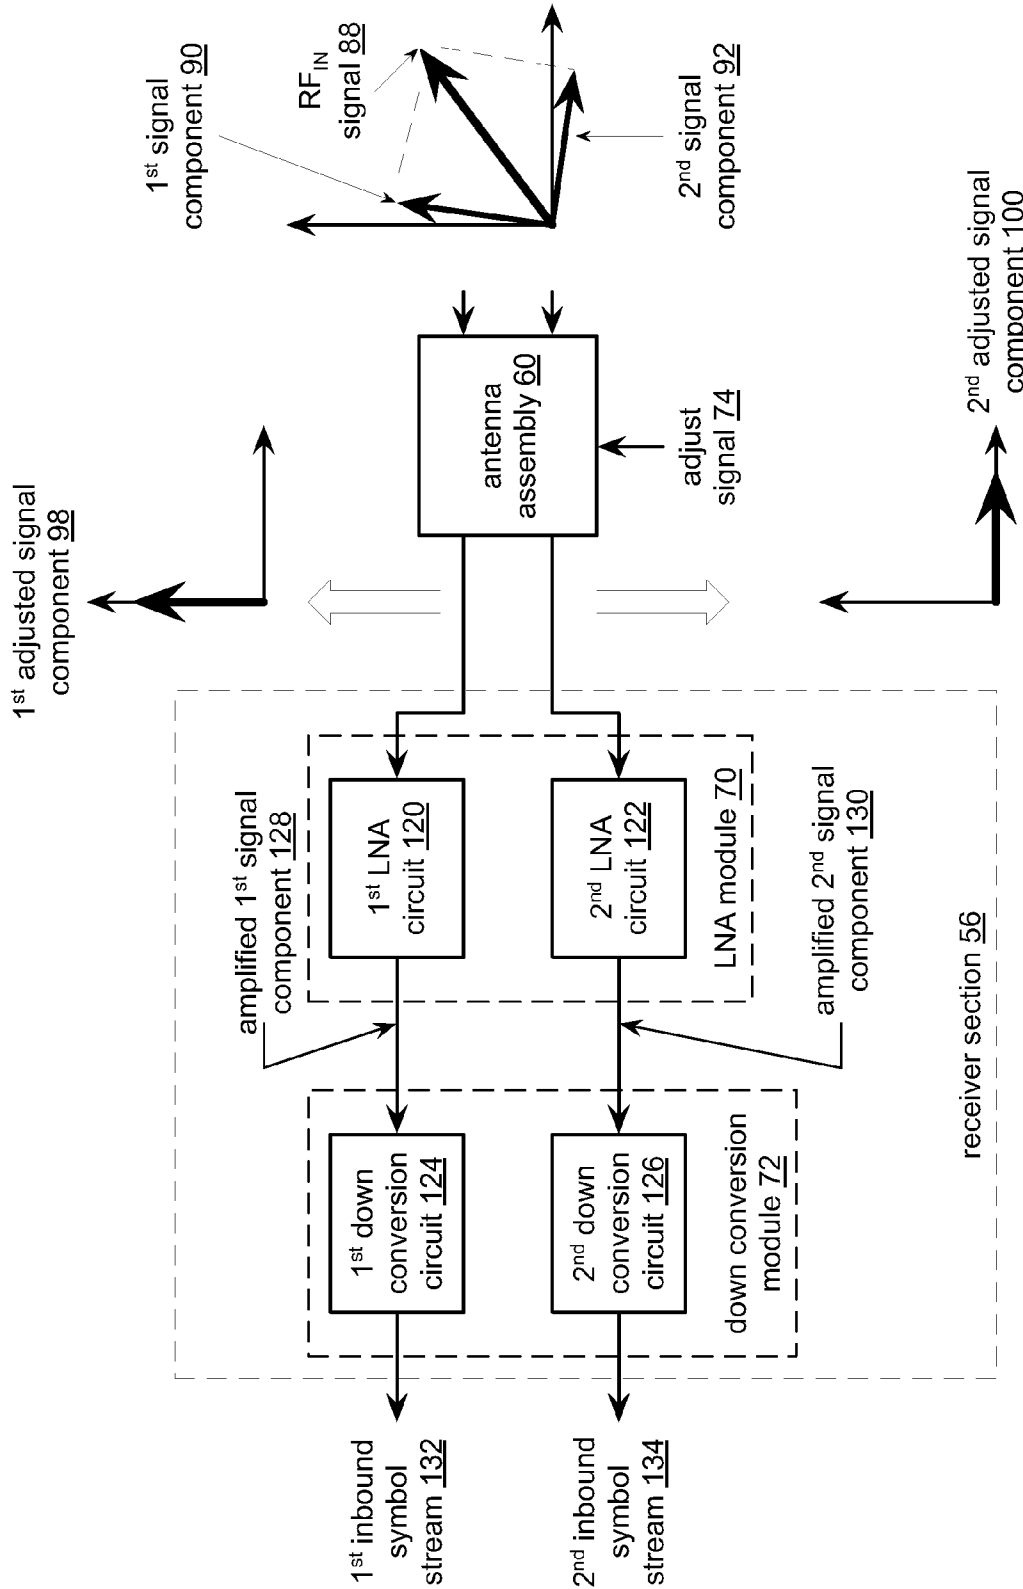 1st adjusted signal
component 98
1st signal
component 90
RFIN
signal 88
2nd signal
component 92
antenna
assembly 60
adjust
signal 74
2nd adjusted signal
component 100
amplified 1st signal
component 128
1st LNA
circuit 120
2nd LNA
circuit 122
LNA module 70
amplified 2nd signal
component 130
1st down
conversion
circuit 124
2nd down
conversion
circuit 126
down conversion
module 72
receiver section 56
1st inbound
symbol
stream 132
2nd inbound
symbol
stream 134